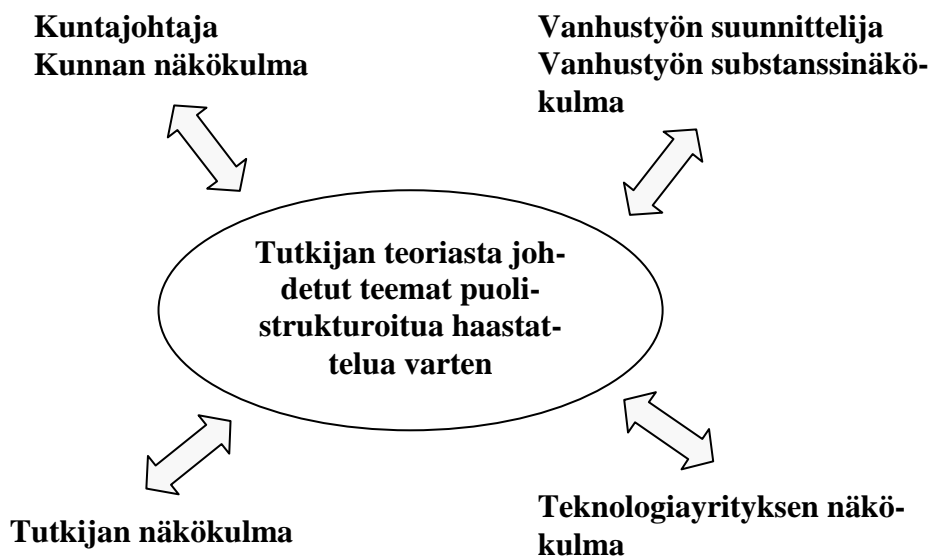 Kuntajohtaja
Kunnan näkökulma
Vanhustyön suunnittelija
Vanhustyön substanssinäkö-
kulma
Tutkijan teoriasta joh-
detut teemat puoli-
strukturoitua haastat-
telua varten
Tutkijan näkökulma
Teknologiayrityksen näkö-
kulma